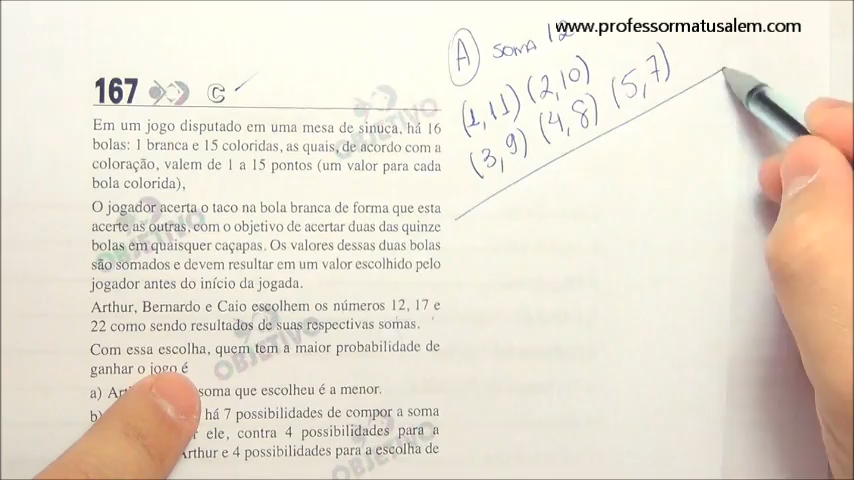 www.professormatusalem.com
A soma 12
(1,11) (2,10)
(3,9) (4,8) (5,7)
167 C
Em um jogo disputado em uma mesa de sinuca, há 16
bolas: 1 branca e 15 coloridas, as quais, de acordo com a
coloração, valem de 1 a 15 pontos (um valor para cada
bola colorida),
O jogador acerta o taco na bola branca de forma que esta
acerte as outras, com o objetivo de acertar duas das quinze
bolas em quaisquer caçapas. Os valores dessas duas bolas
são somados e devem resultar em um valor escolhido pelo
jogador antes do início da jogada.
Arthur, Bernardo e Caio escolhem os números 12, 17 e
22 como sendo resultados de suas respectivas somas.
Com essa escolha, quem tem a maior probabilidade de
ganhar o jogo é
a) soma que escolheu é a menor.
b) há 7 possibilidades de compor a soma
ele, contra 4 possibilidades para a
Arthur e 4 possibilidades para a escolha de
OBJETIVO
OBJETIVO
OBJETIVO
OBJETIVO